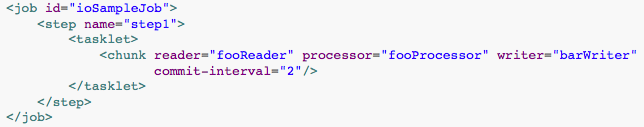 <job id="ioSampleJob">
    <step name="step1">
        <tasklet>
            <chunk reader="fooReader" processor="fooProcessor" writer="barWriter"
                   commit-interval="2"/>
        </tasklet>
    </step>
</job>